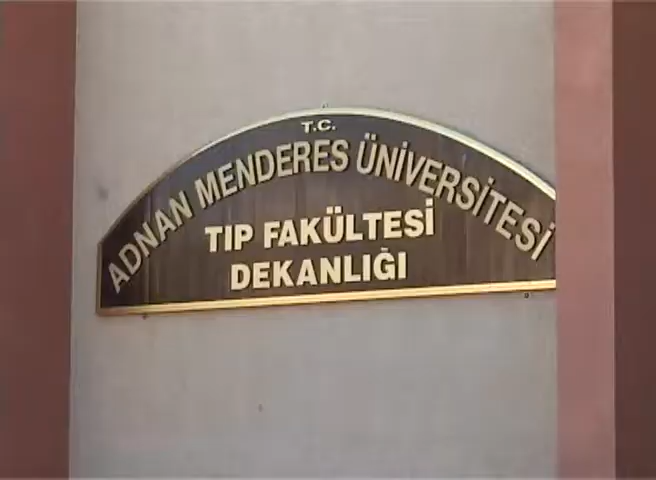 T.C.
ADNAN MENDERES ÜNİVERSİTESİ
TIP FAKÜLTESİ
DEKANLIĞI